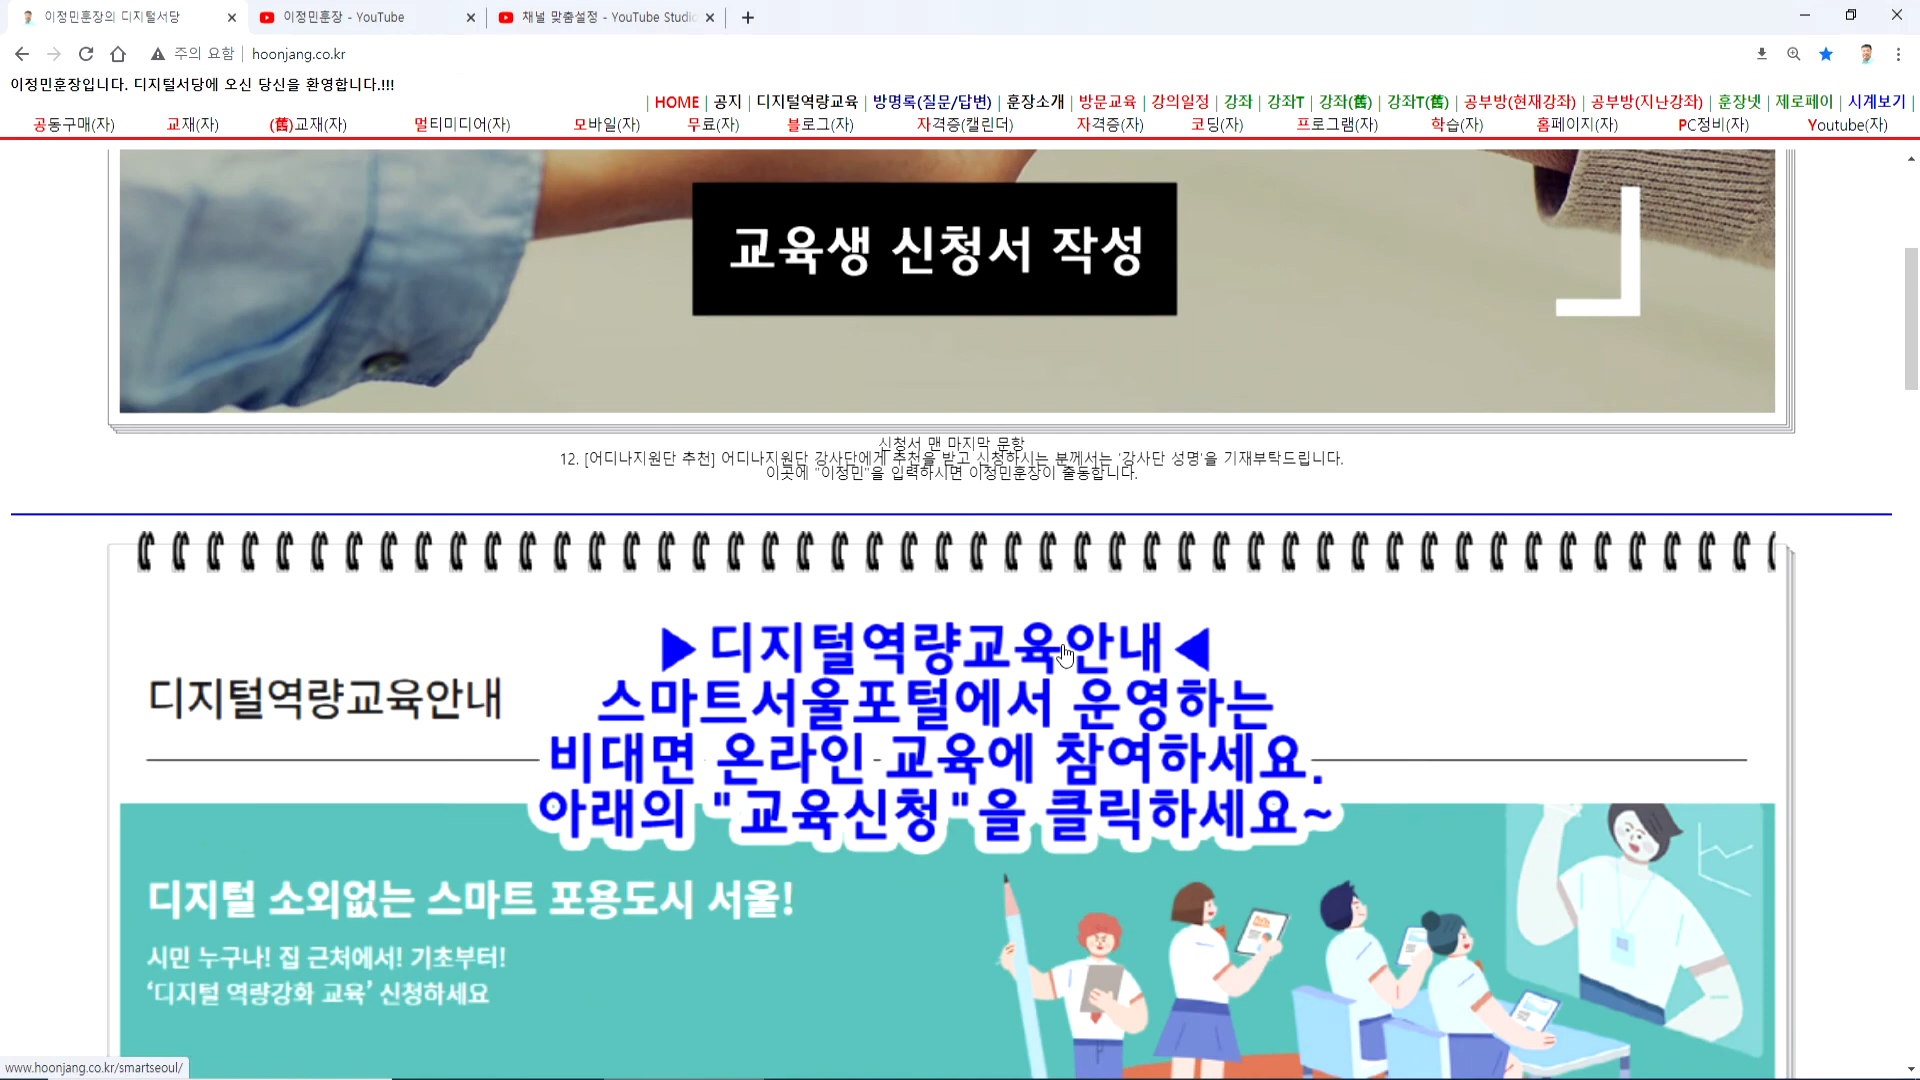 이정민훈장의 디지털서당
이정민훈장 - YouTube
채널 맞춤설정 - YouTube Studio
주의 요함
hoonjang.co.kr
이정민훈장입니다. 디지털서당에 오신 당신을 환영합니다.!!!
| HOME | 공지 | 디지털역량교육 | 방명록(질문/답변) | 훈장소개 | 방문교육 | 강의일정 | 강좌 | 강좌T | 강좌(舊) | 강좌T(舊) | 공부방(현재강좌) | 공부방(지난강좌) | 훈장넷 | 제로페이 | 시계보기 |
공동구매(자) 교재(자) (舊)교재(자) 멀티미디어(자) 모바일(자) 무료(자) 블로그(자) 자격증(캘린더) 자격증(자) 코딩(자) 프로그램(자) 학습(자) 홈페이지(자) PC정비(자) Youtube(자)
교육생 신청서 작성
신청서 맨 마지막 문항
12. [어디나지원단 추천] 어디나지원단 강사단에게 추천을 받고 신청하시는 분께서는 '강사단 성명'을 기재부탁드립니다.
이곳에 "이정민"을 입력하시면 이정민훈장이 출동합니다.
▶디지털역량교육안내◀
디지털역량교육안내
스마트서울포털에서 운영하는
비대면 온라인 교육에 참여하세요.
아래의 "교육신청"을 클릭하세요~
디지털 소외없는 스마트 포용도시 서울!
시민 누구나! 집 근처에서! 기초부터!
‘디지털 역량강화 교육’ 신청하세요
www.hoonjang.co.kr/smartseoul/